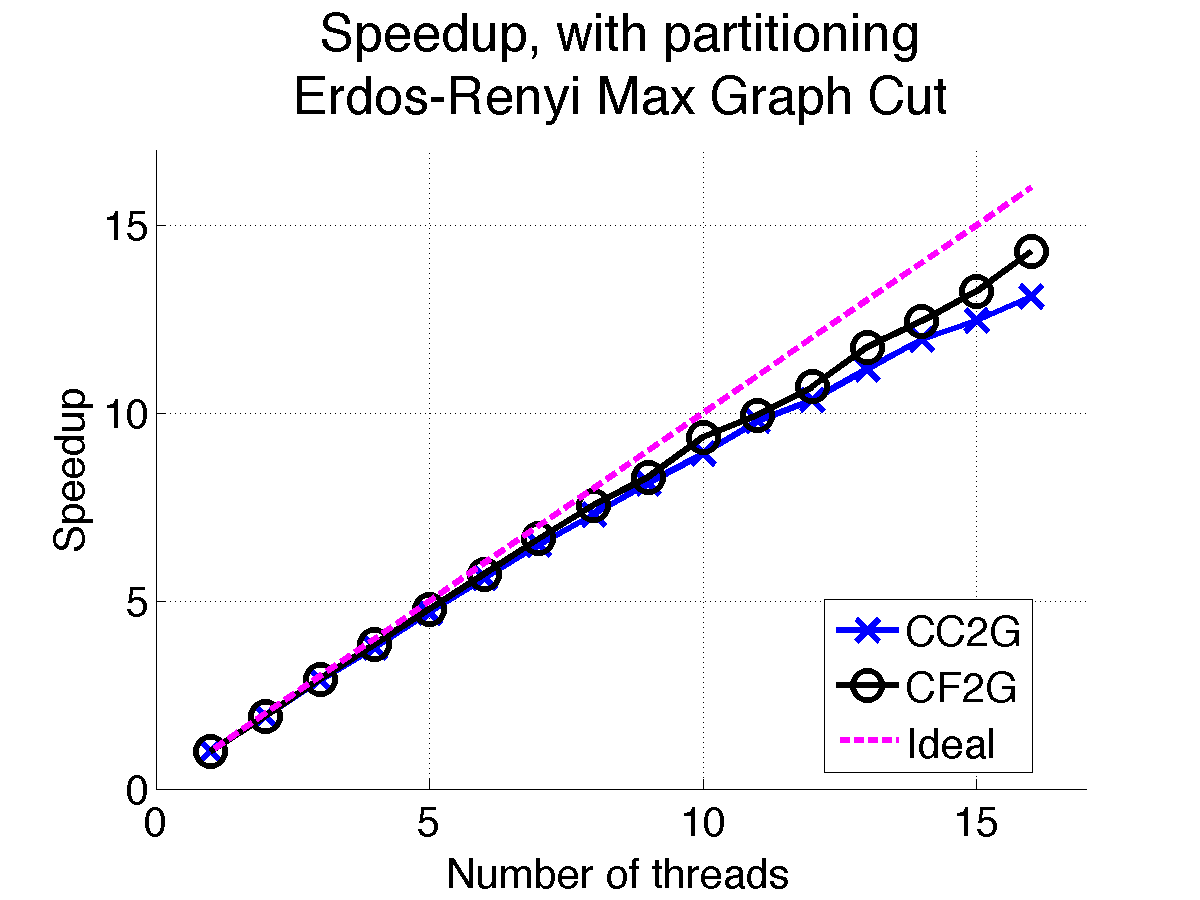 Speedup, with partitioning
Erdos-Renyi Max Graph Cut
15
10
5
0
Speedup
0 5 10 15
Number of threads
CC2G
CF2G
Ideal